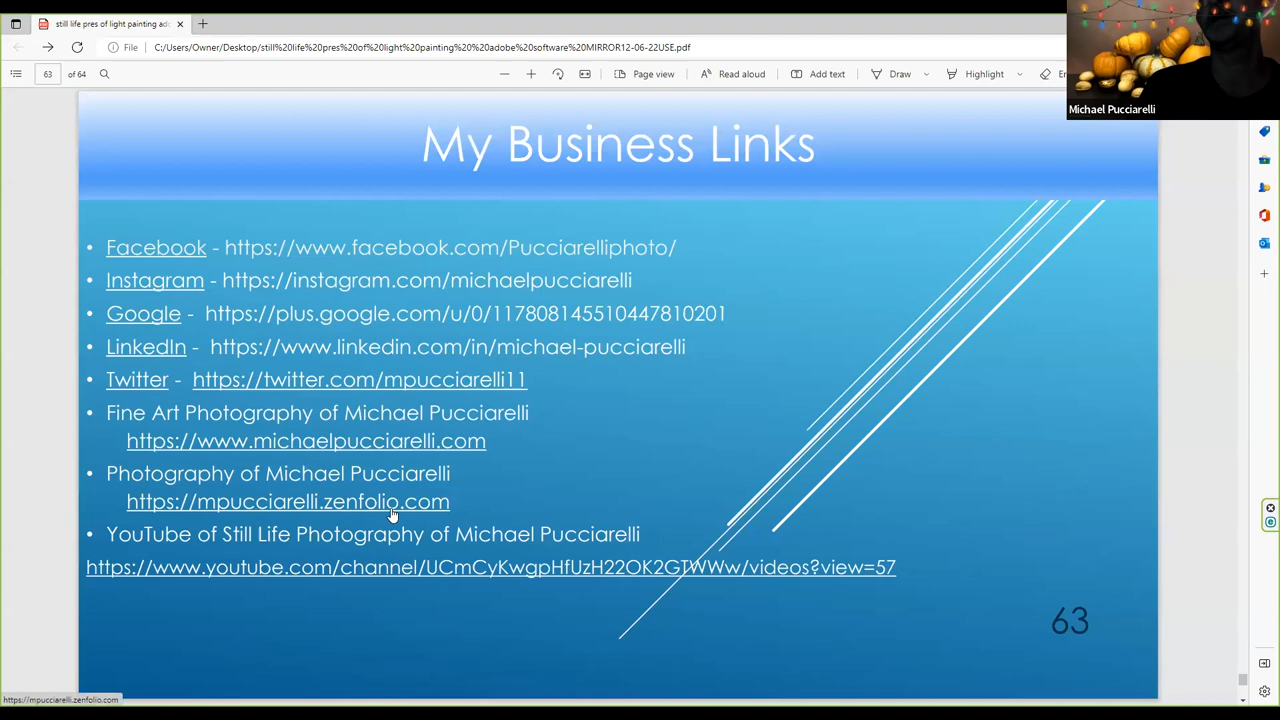 still life pres of light painting ado
File
C:/Users/Owner/Desktop/still%20life%20pres%20of%20light%20painting%20%20adobe%20software%20MIRROR12-06-22USE.pdf
63 of 64
Page view
Read aloud
Add text
Draw
Highlight
Er
Michael Pucciarelli
My Business Links
• Facebook - https://www.facebook.com/Pucciarelliphoto/
• Instagram - https://instagram.com/michaelpucciarelli
• Google - https://plus.google.com/u/0/117808145510447810201
• LinkedIn - https://www.linkedin.com/in/michael-pucciarelli
• Twitter - https://twitter.com/mpucciarelli11
• Fine Art Photography of Michael Pucciarelli
https://www.michaelpucciarelli.com
• Photography of Michael Pucciarelli
https://mpucciarelli.zenfolio.com
• YouTube of Still Life Photography of Michael Pucciarelli
https://www.youtube.com/channel/UCmCyKwgpHfUzH22OK2GTWWw/videos?view=57
63
https://mpucciarelli.zenfolio.com